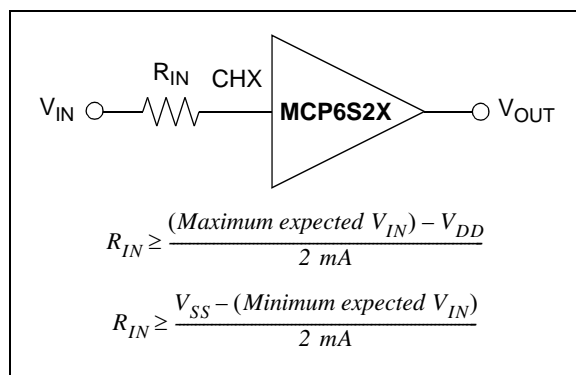 R_IN CHX
V_IN MCP6S2X V_OUT
R_IN ≥ (Maximum expected V_IN) – V_DD / 2 mA
R_IN ≥ V_SS – (Minimum expected V_IN) / 2 mA